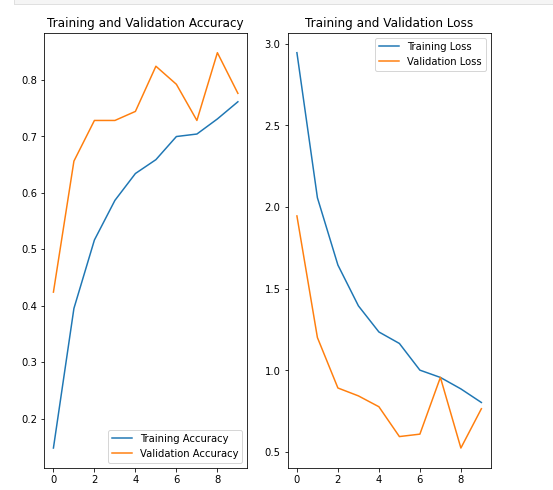 Training and Validation Accuracy
0.8
0.7
0.6
0.5
0.4
0.3
0.2
0 2 4 6 8
Training Accuracy
Validation Accuracy
Training and Validation Loss
3.0
2.5
2.0
1.5
1.0
0.5
0 2 4 6 8
Training Loss
Validation Loss